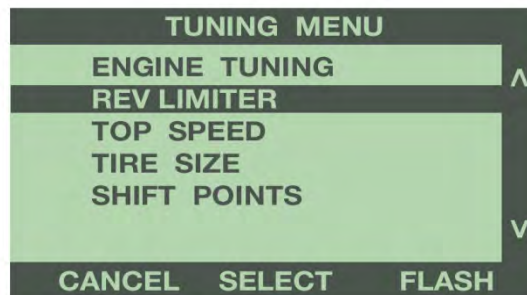 TUNING MENU
ENGINE TUNING
REV LIMITER
TOP SPEED
TIRE SIZE
SHIFT POINTS
CANCEL SELECT FLASH